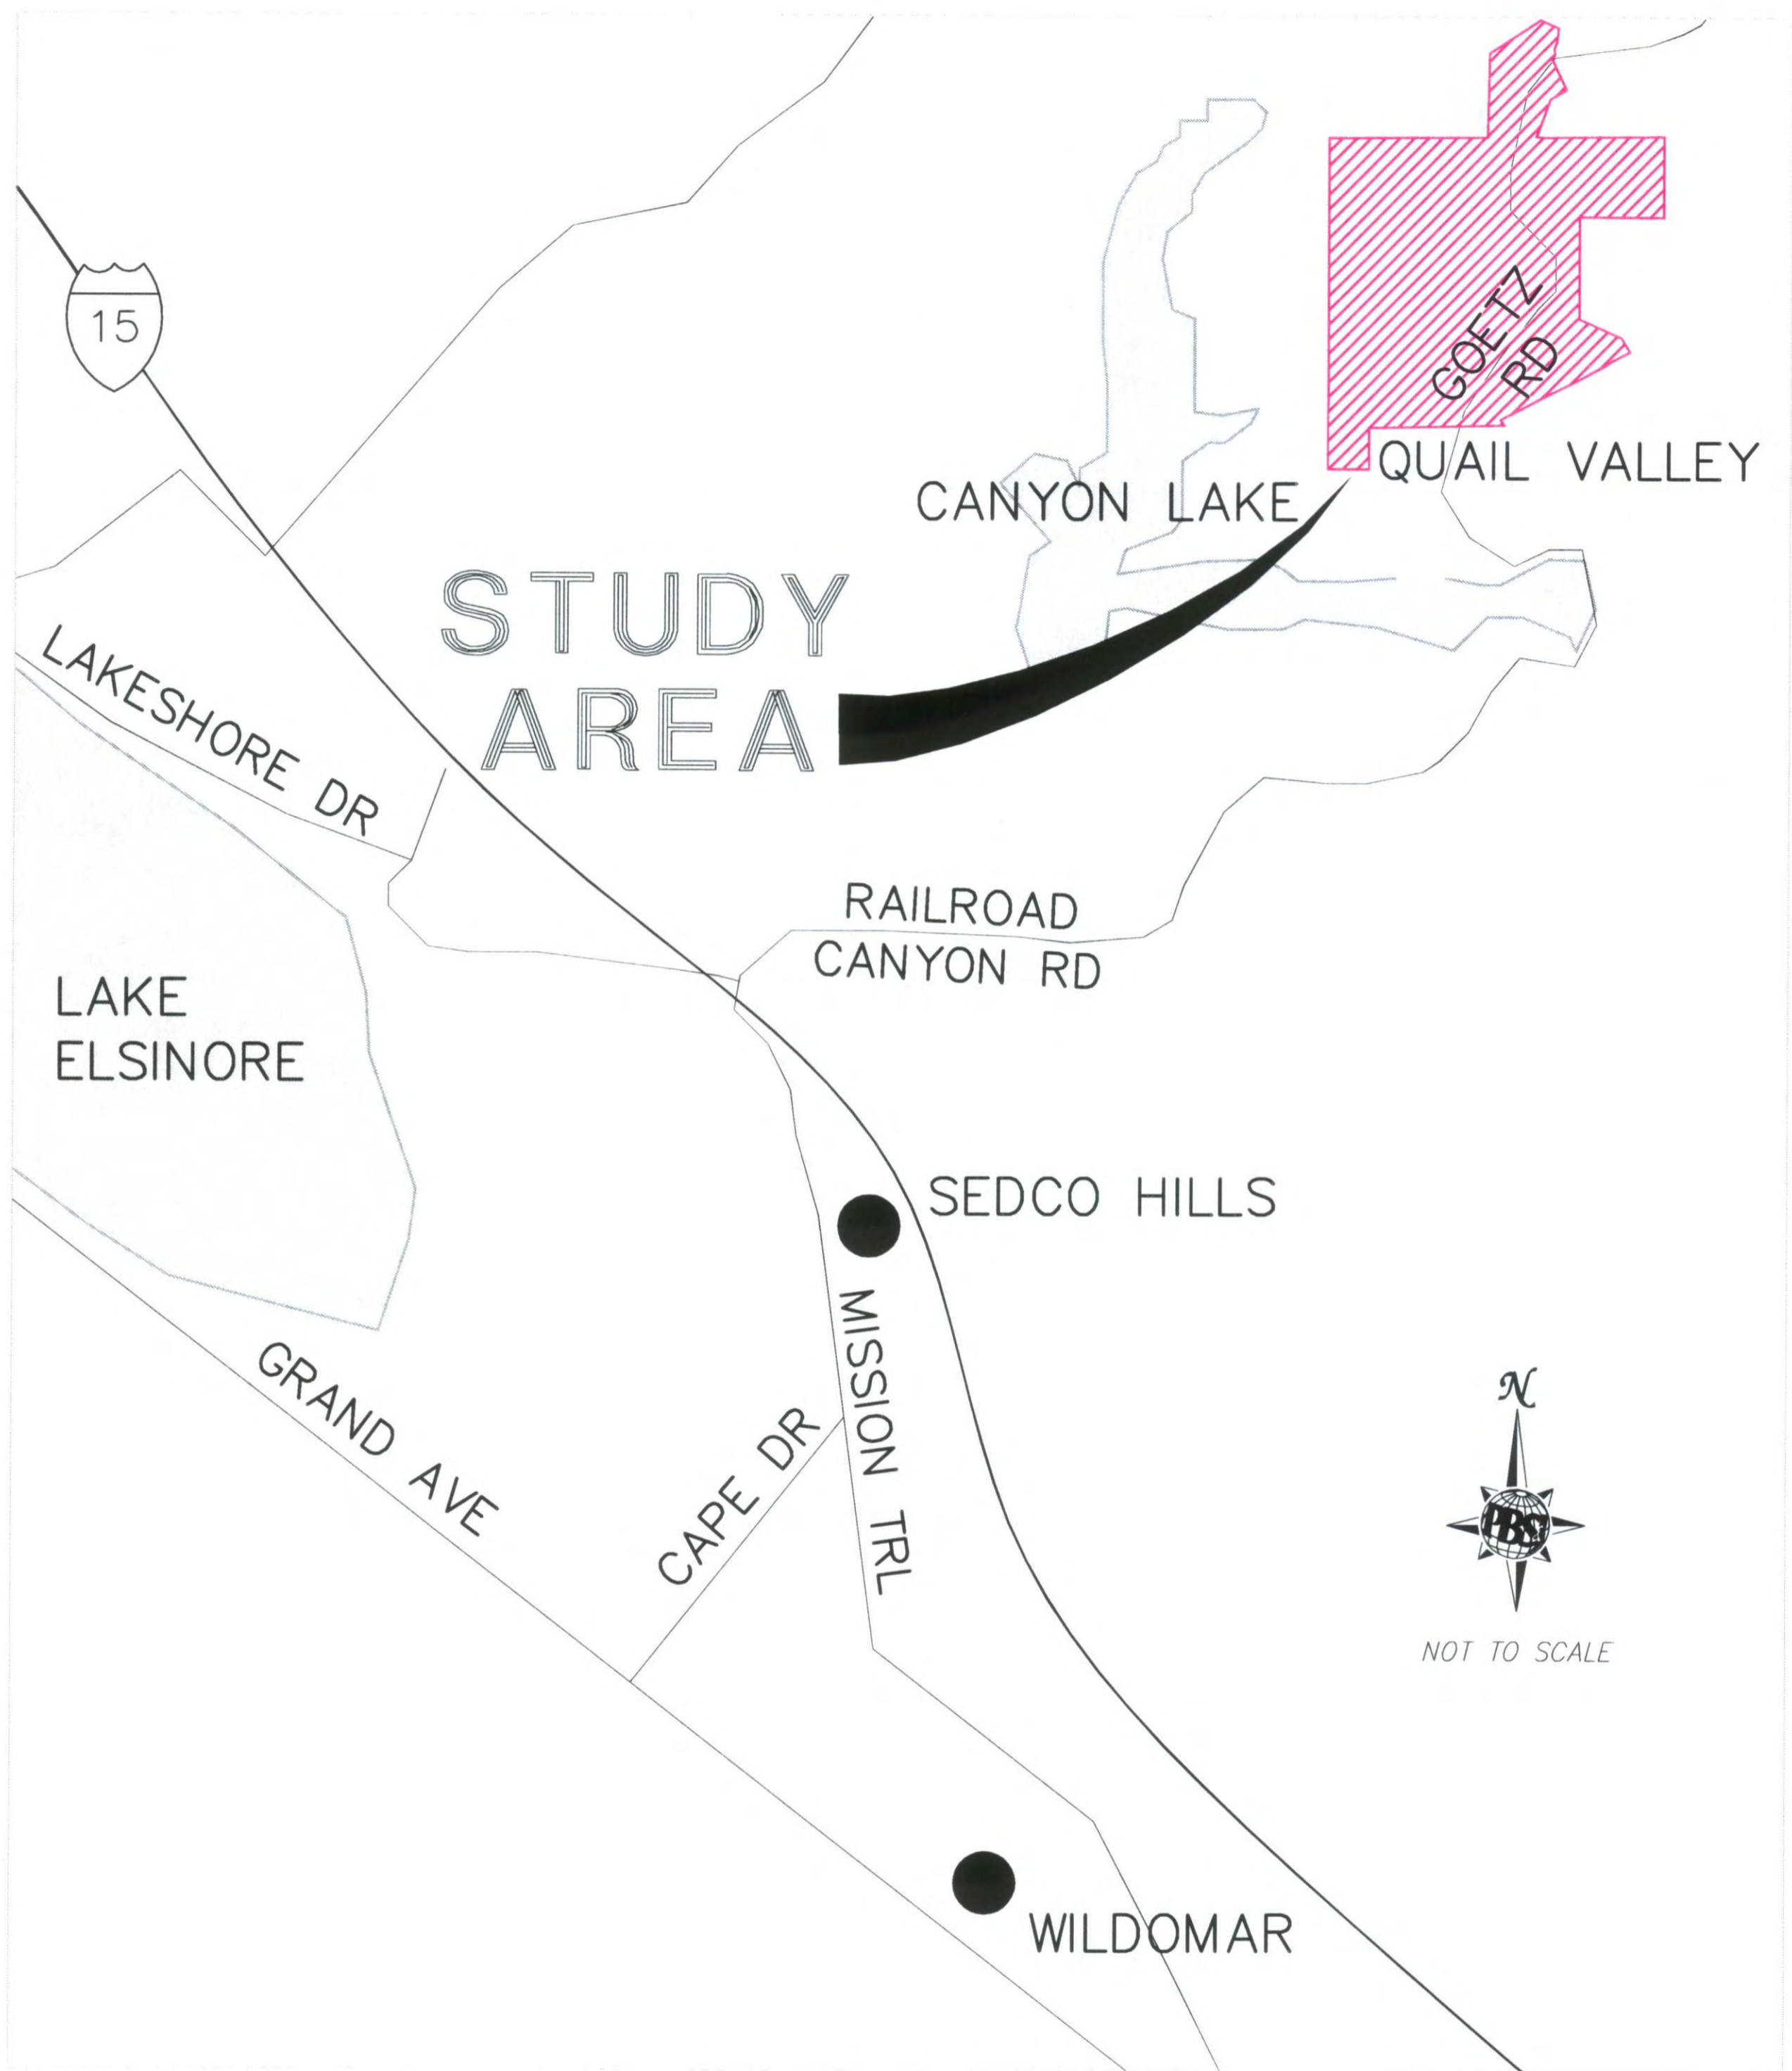 15
GOETZ
RD
QUAIL VALLEY
CANYON LAKE
STUDY
AREA
LAKESHORE DR
RAILROAD
CANYON RD
LAKE
ELSINORE
SEDCO HILLS
MISSION TRL
GRAND AVE
CAPE DR
N
PBSJ
NOT TO SCALE
WILDOMAR